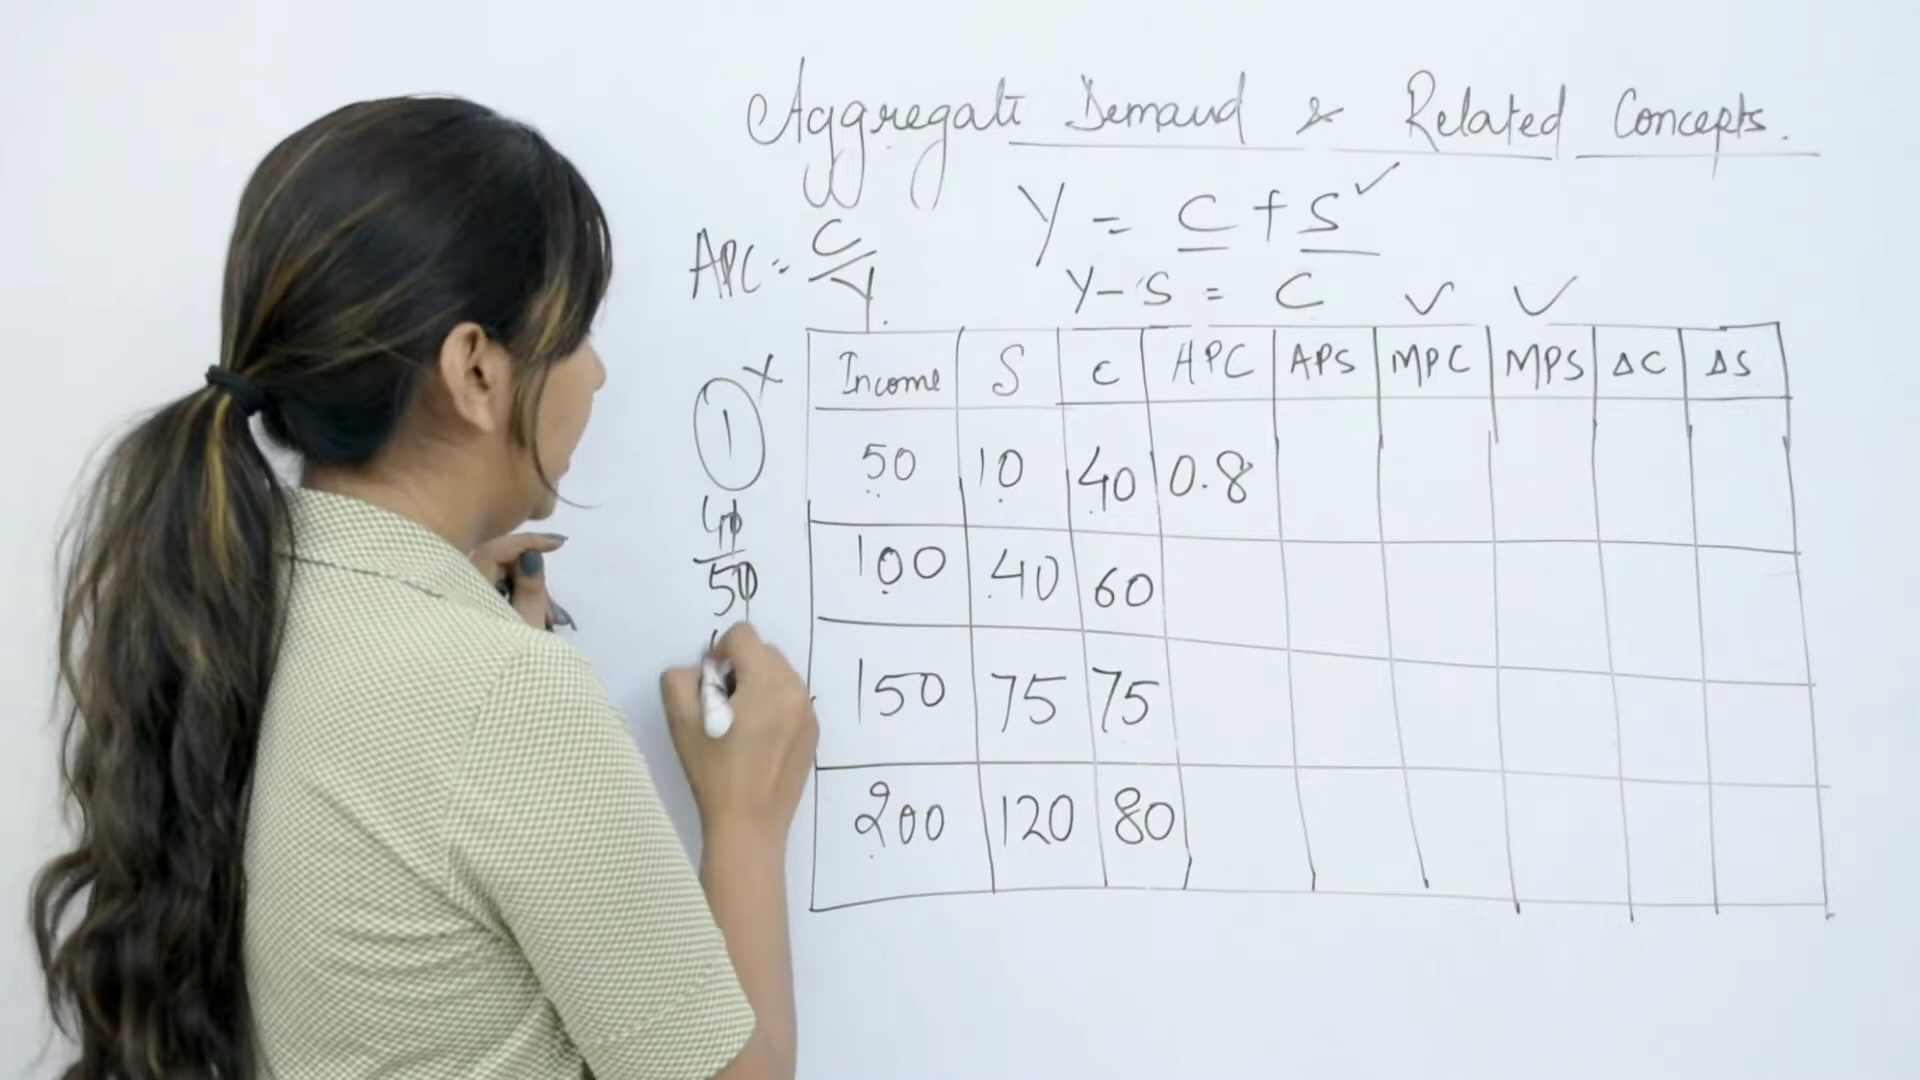 Aggregate Demand & Related Concepts.
Y = C + S ✓
APC = C/Y
Y - S = C ✓ ✓
Income S C APC APS MPC MPS ΔC ΔS
1 x
50 10 40 0.8
40/50
100 40 60
150 75 75
200 120 80